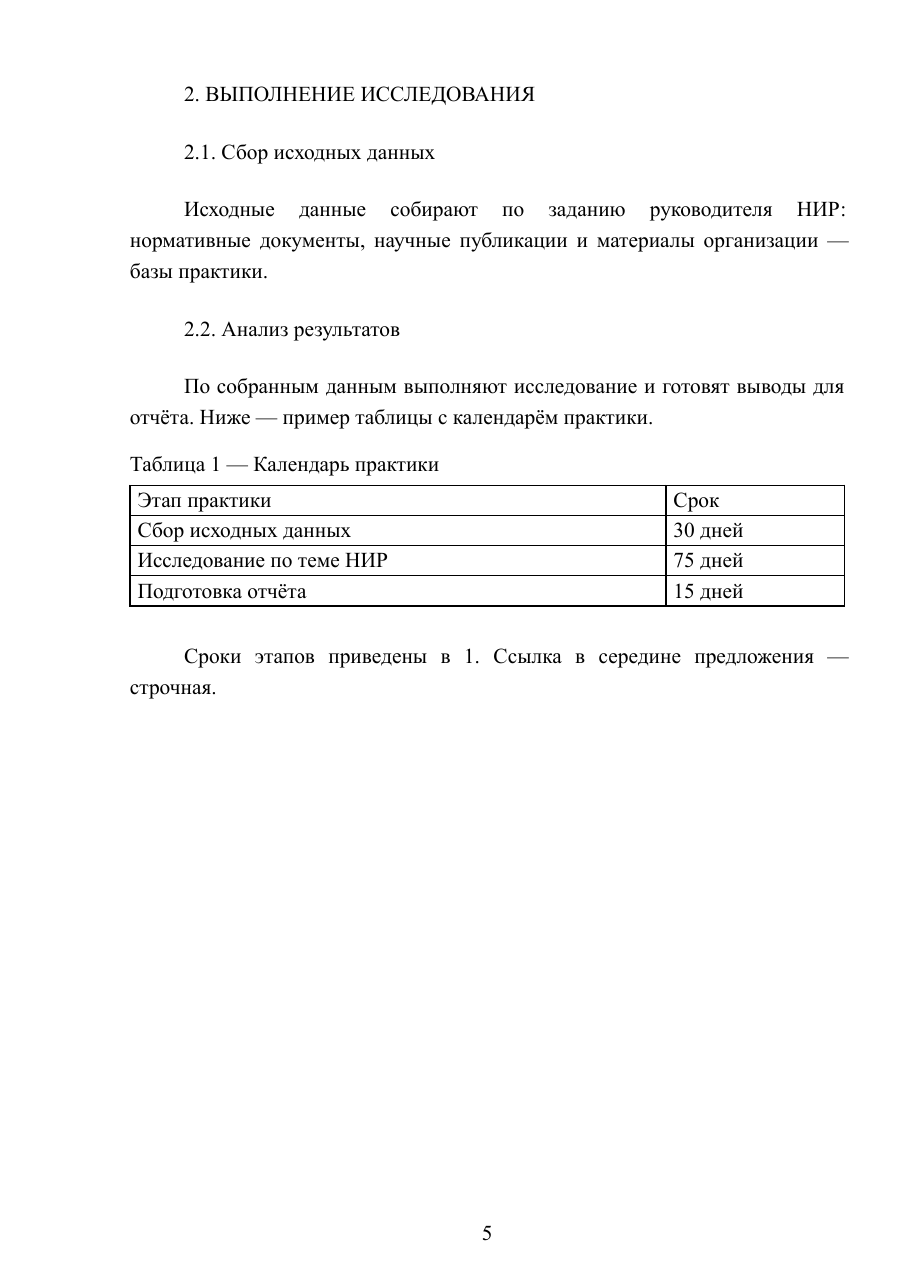 2. ВЫПОЛНЕНИЕ ИССЛЕДОВАНИЯ
2.1. Сбор исходных данных
Исходные данные собирают по заданию руководителя НИР:
нормативные документы, научные публикации и материалы организации —
базы практики.
2.2. Анализ результатов
По собранным данным выполняют исследование и готовят выводы для
отчёта. Ниже — пример таблицы с календарём практики.
Таблица 1 — Календарь практики
Этап практики Срок
Сбор исходных данных 30 дней
Исследование по теме НИР 75 дней
Подготовка отчёта 15 дней
Сроки этапов приведены в 1. Ссылка в середине предложения —
строчная.
5